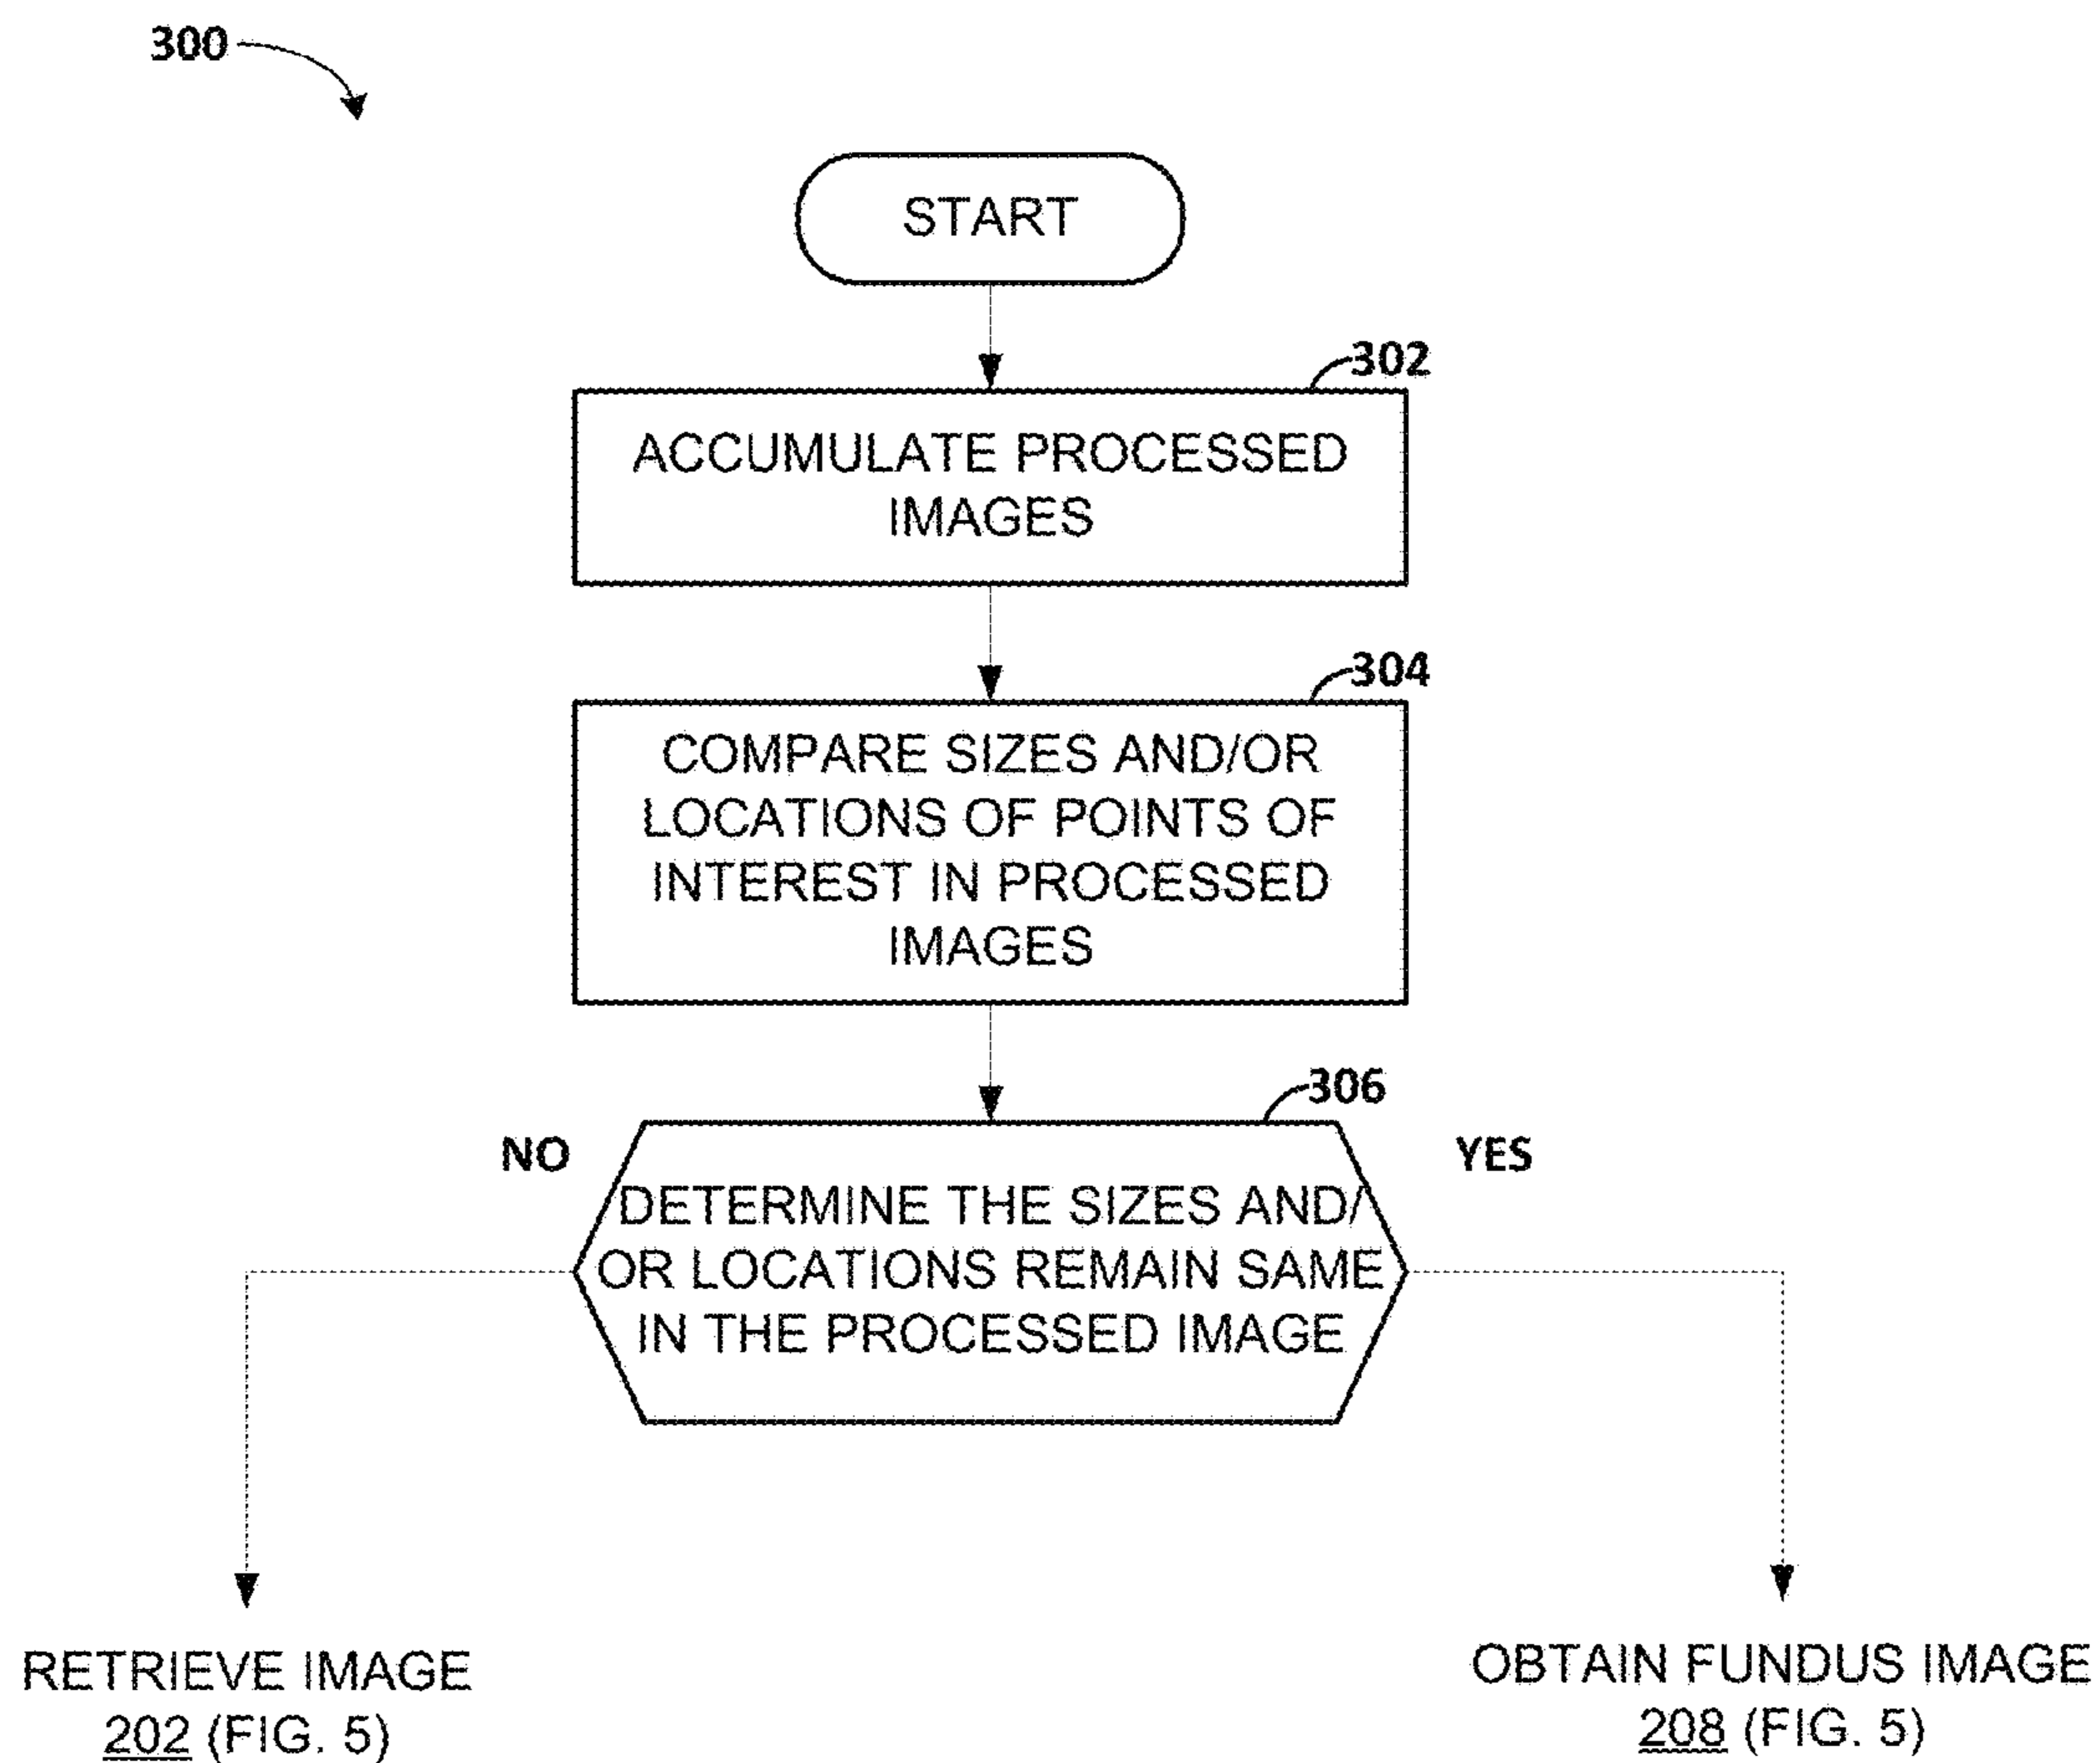 300
START
302
ACCUMULATE PROCESSED
IMAGES
304
COMPARE SIZES AND/OR
LOCATIONS OF POINTS OF
INTEREST IN PROCESSED
IMAGES
306
NO
YES
DETERMINE THE SIZES AND/
OR LOCATIONS REMAIN SAME
IN THE PROCESSED IMAGE
RETRIEVE IMAGE
202 (FIG. 5)
OBTAIN FUNDUS IMAGE
208 (FIG. 5)